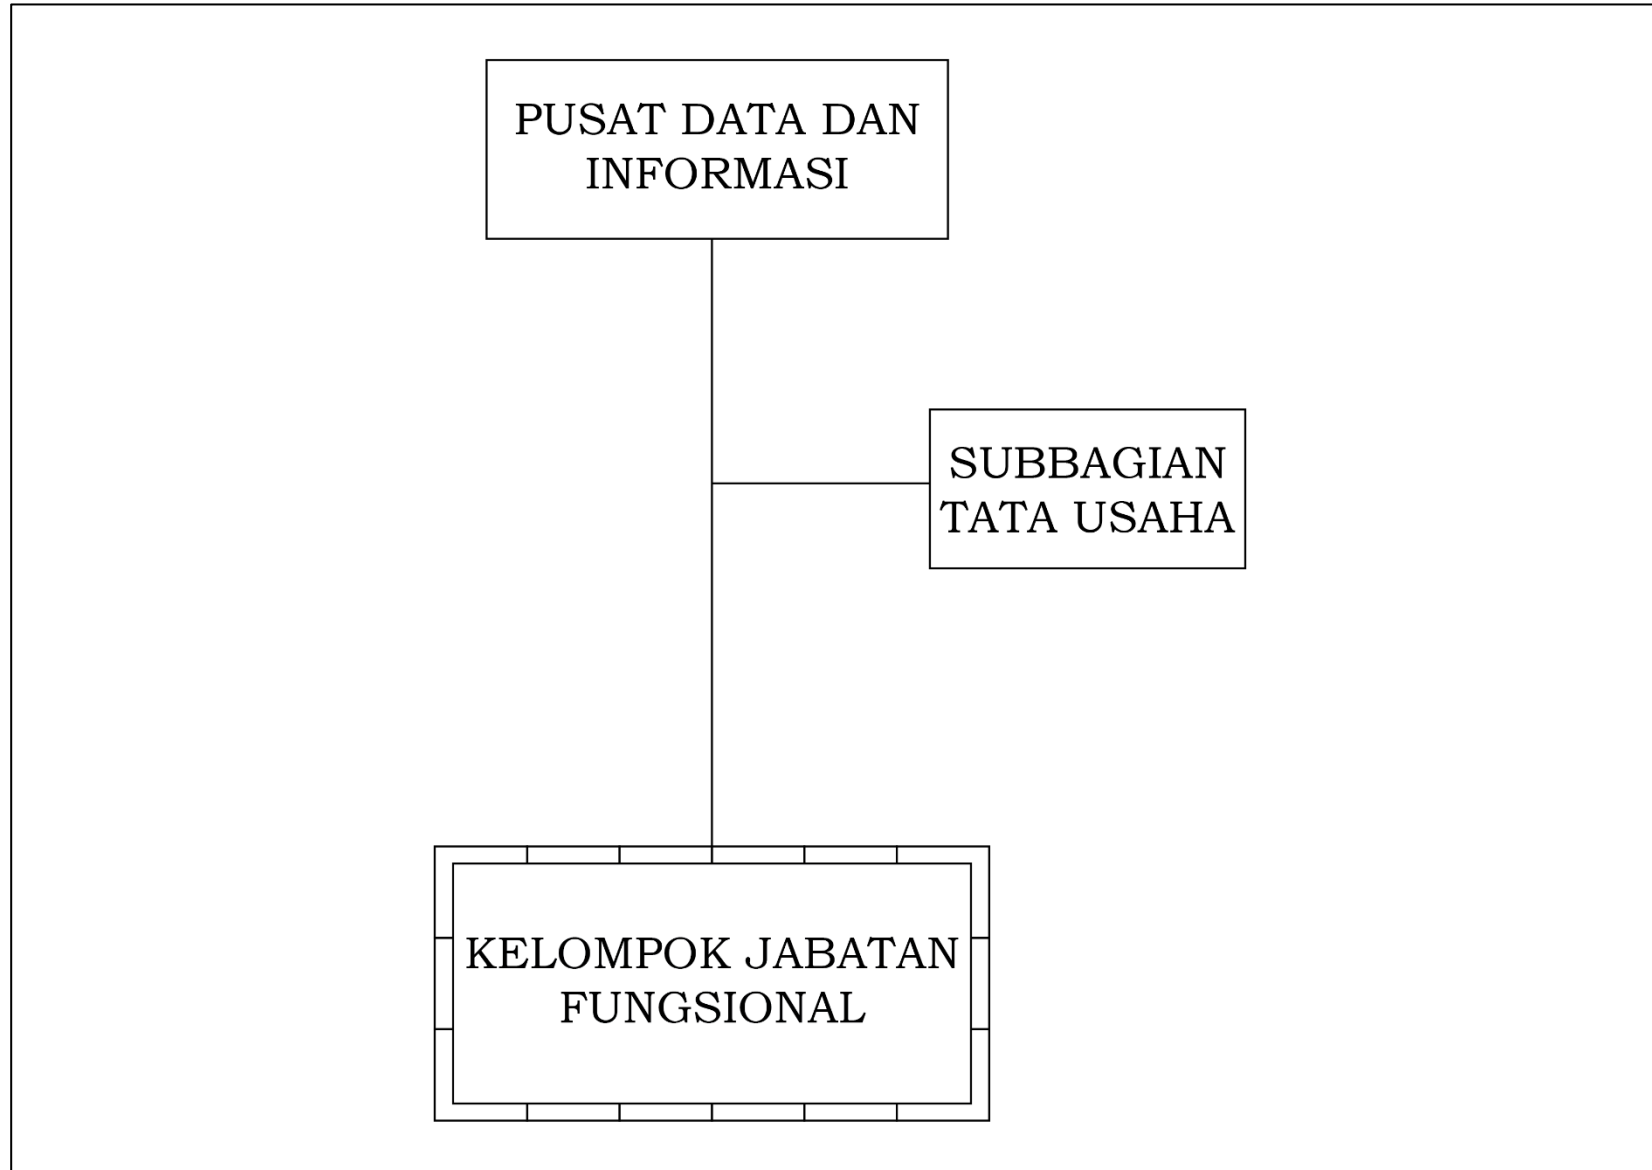 PUSAT DATA DAN
INFORMASI
SUBBAGIAN
TATA USAHA
KELOMPOK JABATAN
FUNGSIONAL